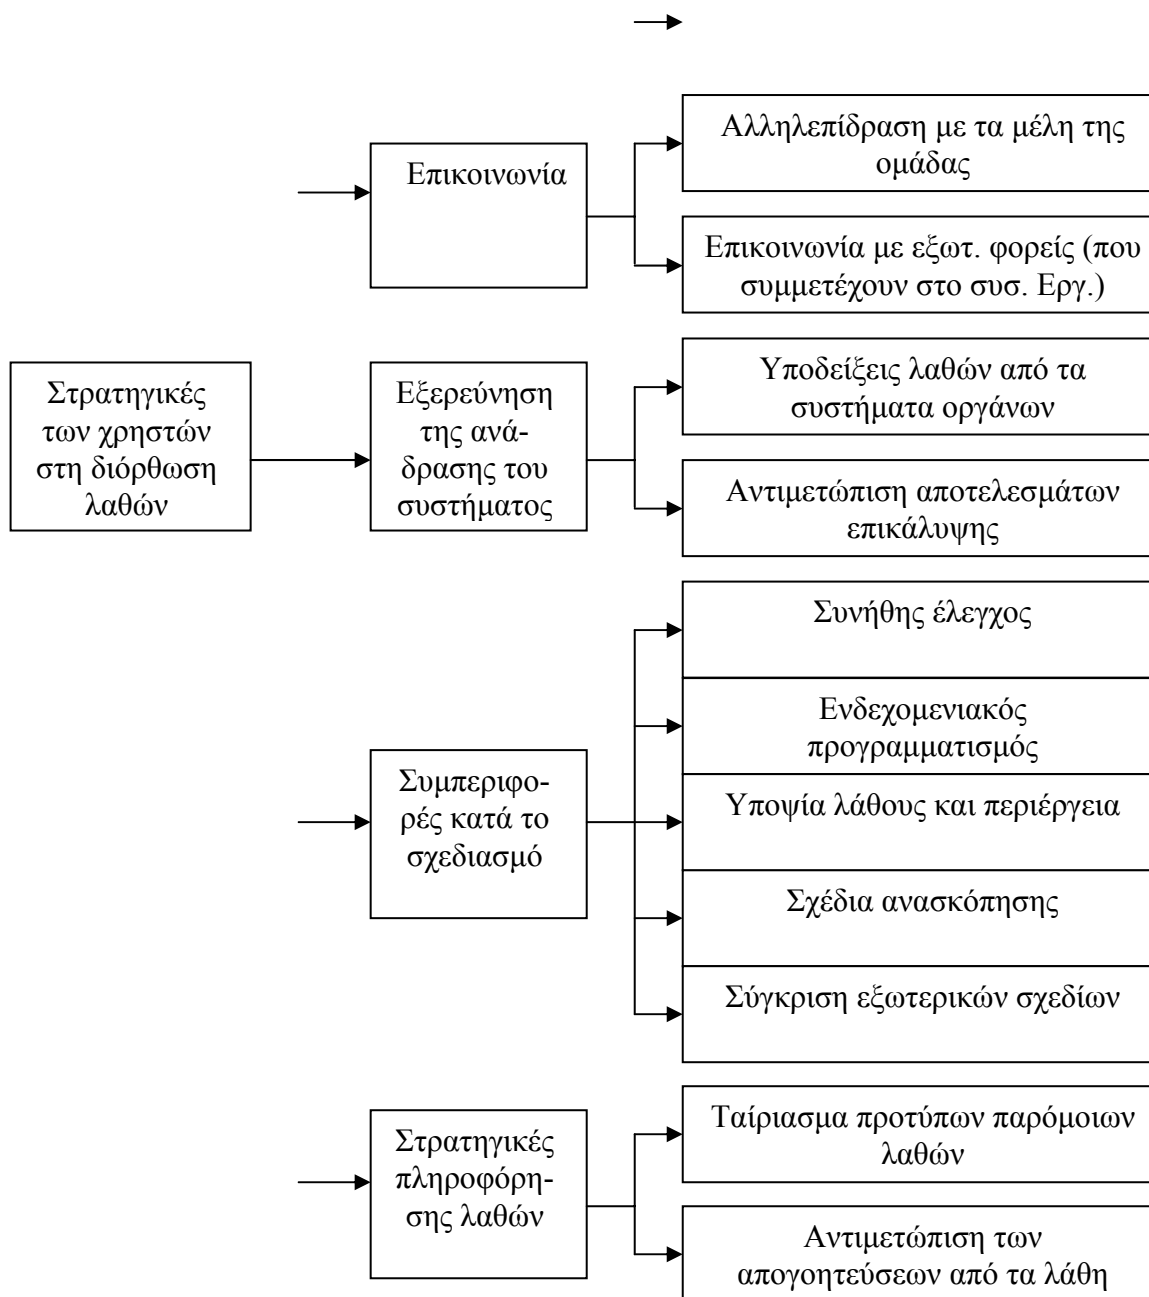 Αλληλεπίδραση με τα μέλη της
ομάδας
Επικοινωνία
Επικοινωνία με εξωτ. φορείς (που
συμμετέχουν στο συσ. Εργ.)
Στρατηγικές
των χρηστών
στη διόρθωση
λαθών
Εξερεύνηση
της ανά-
δρασης του
συστήματος
Υποδείξεις λαθών από τα
συστήματα οργάνων
Αντιμετώπιση αποτελεσμάτων
επικάλυψης
Συμπεριφο-
ρές κατά το
σχεδιασμό
Συνήθης έλεγχος
Ενδεχομενιακός
προγραμματισμός
Υποψία λάθους και περιέργεια
Σχέδια ανασκόπησης
Σύγκριση εξωτερικών σχεδίων
Στρατηγικές
πληροφόρη-
σης λαθών
Ταίριασμα προτύπων παρόμοιων
λαθών
Αντιμετώπιση των
απογοητεύσεων από τα λάθη